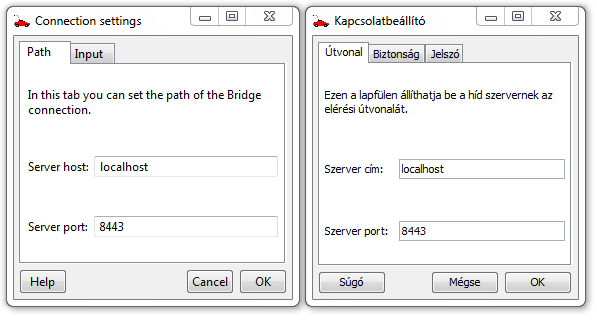 Connection settings
Path
Input
In this tab you can set the path of the Bridge
connection.
Server host: localhost
Server port: 8443
Help
Cancel
OK
Kapcsolatbeállító
Útvonal
Biztonság
Jelszó
Ezen a lapfülen állíthatja be a híd szervernek az
elérési útvonalát.
Szerver cím: localhost
Szerver port: 8443
Súgó
Mégse
OK